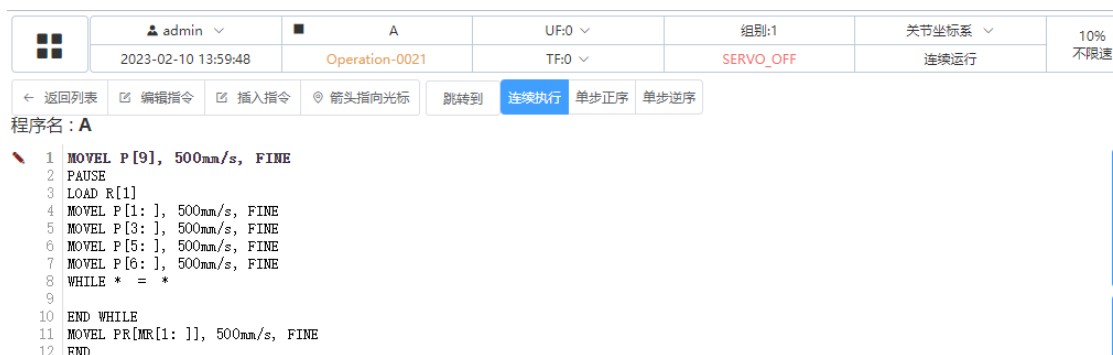 admin A UF:0 组别:1 关节坐标系 10%
2023-02-10 13:59:48 Operation-0021 TF:0 SERVO_OFF 连续运行 不限速
← 返回列表 编辑指令 插入指令 箭头指向光标 跳转到 连续执行 单步正序 单步逆序
程序名 : A
1 MOVEL P[9], 500mm/s, FINE
2 PAUSE
3 LOAD R[1]
4 MOVEL P[1: ], 500mm/s, FINE
5 MOVEL P[3: ], 500mm/s, FINE
6 MOVEL P[5: ], 500mm/s, FINE
7 MOVEL P[6: ], 500mm/s, FINE
8 WHILE * = *
9
10 END WHILE
11 MOVEL PR[MR[1: ]], 500mm/s, FINE
12 END